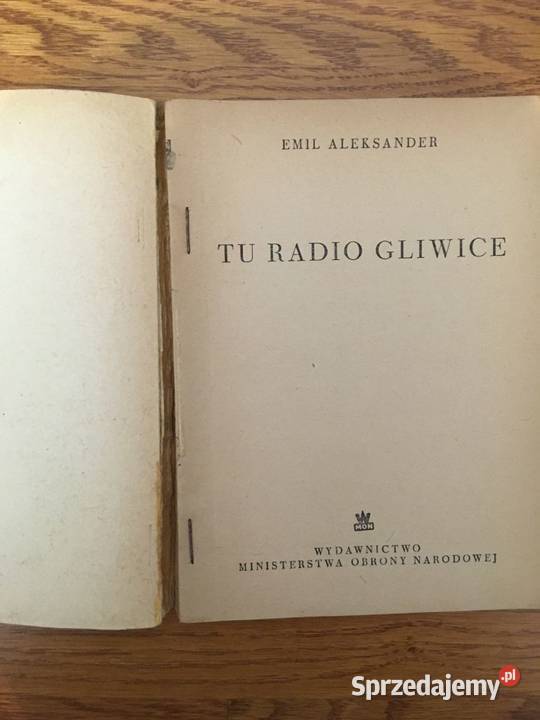 EMIL ALEKSANDER
TU RADIO GLIWICE
MON
WYDAWNICTWO
MINISTERSTWA OBRONY NARODOWEJ
Sprzedajemy.pl